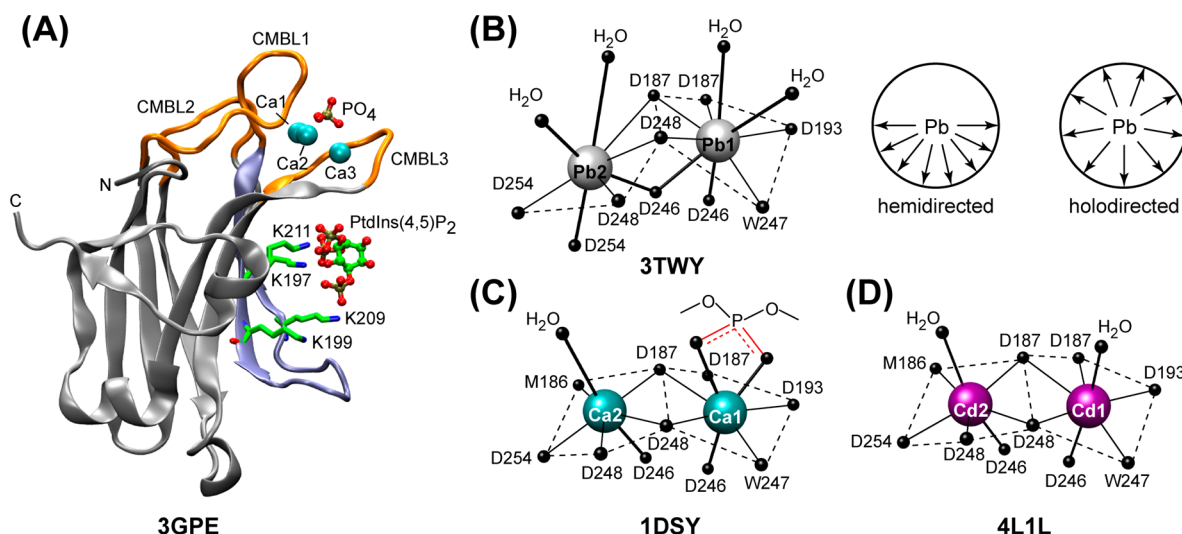 (A)
CMBL1
CMBL2
Ca1
PO4
Ca2
CMBL3
Ca3
N
C
PtdIns(4,5)P2
K211
K197
K209
K199
3GPE
(B)
H2O
H2O
H2O
H2O
D187
D187
D248
D193
Pb1
Pb2
D254
D248
D246
D246
W247
D254
3TWY
Pb
hemidirected
Pb
holodirected
(C)
O
P
O
H2O
D187
D187
M186
D193
Ca2
Ca1
D254
D248
D246
D248
D246
W247
1DSY
(D)
H2O
H2O
D187
D187
M186
D193
Cd2
Cd1
D254
D248
D246
D248
D246
W247
4L1L